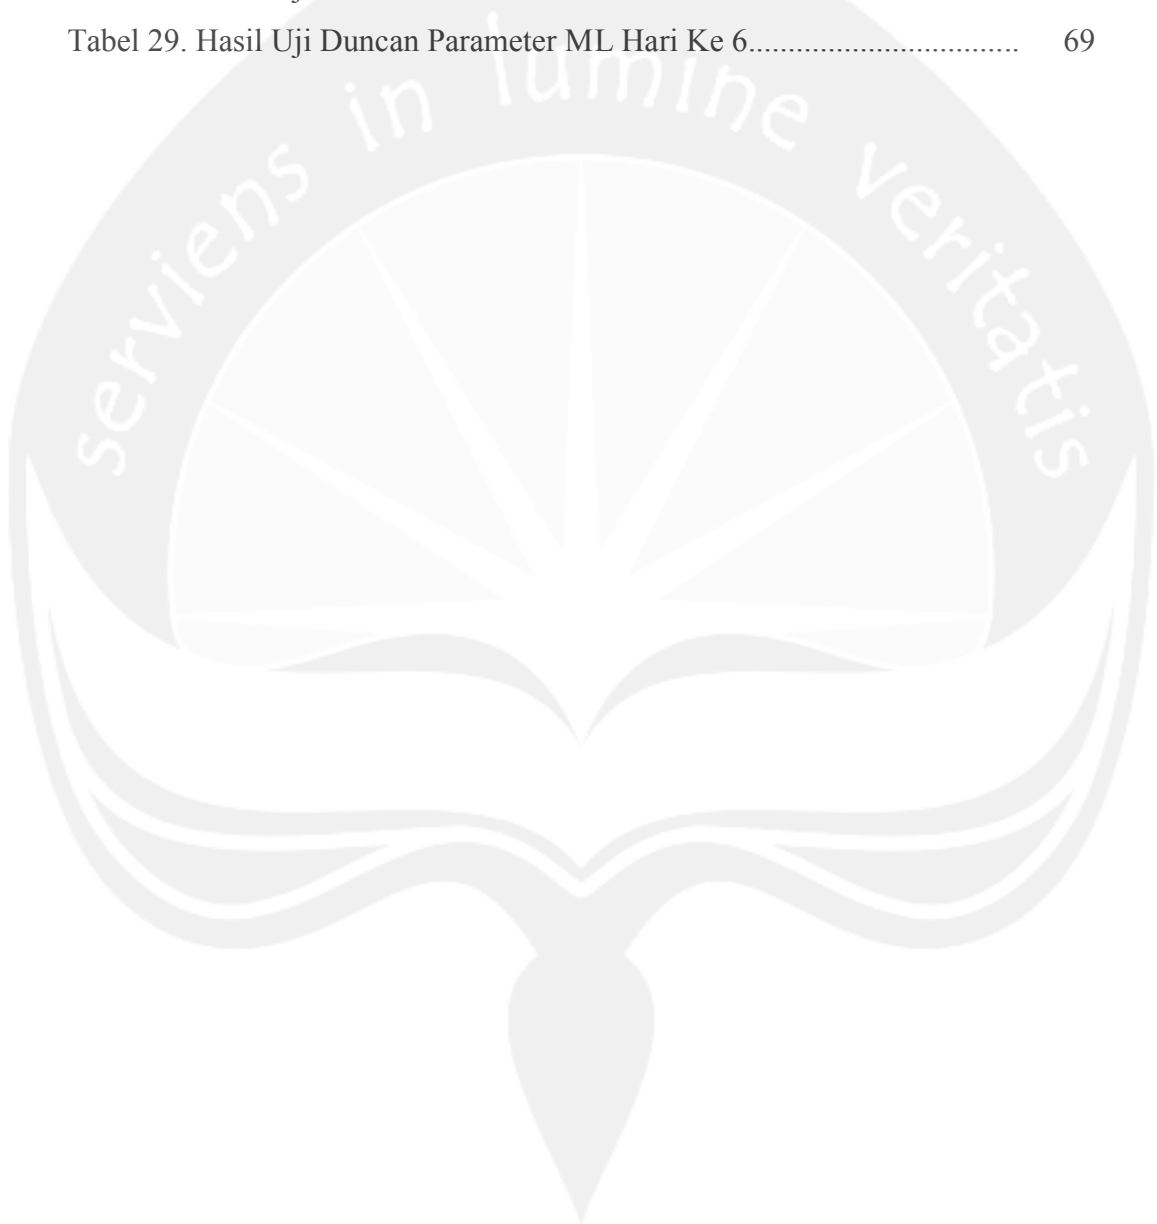 Tabel 29. Hasil Uji Duncan Parameter ML Hari Ke 6.................................. 69
serviens in lumine veritatis